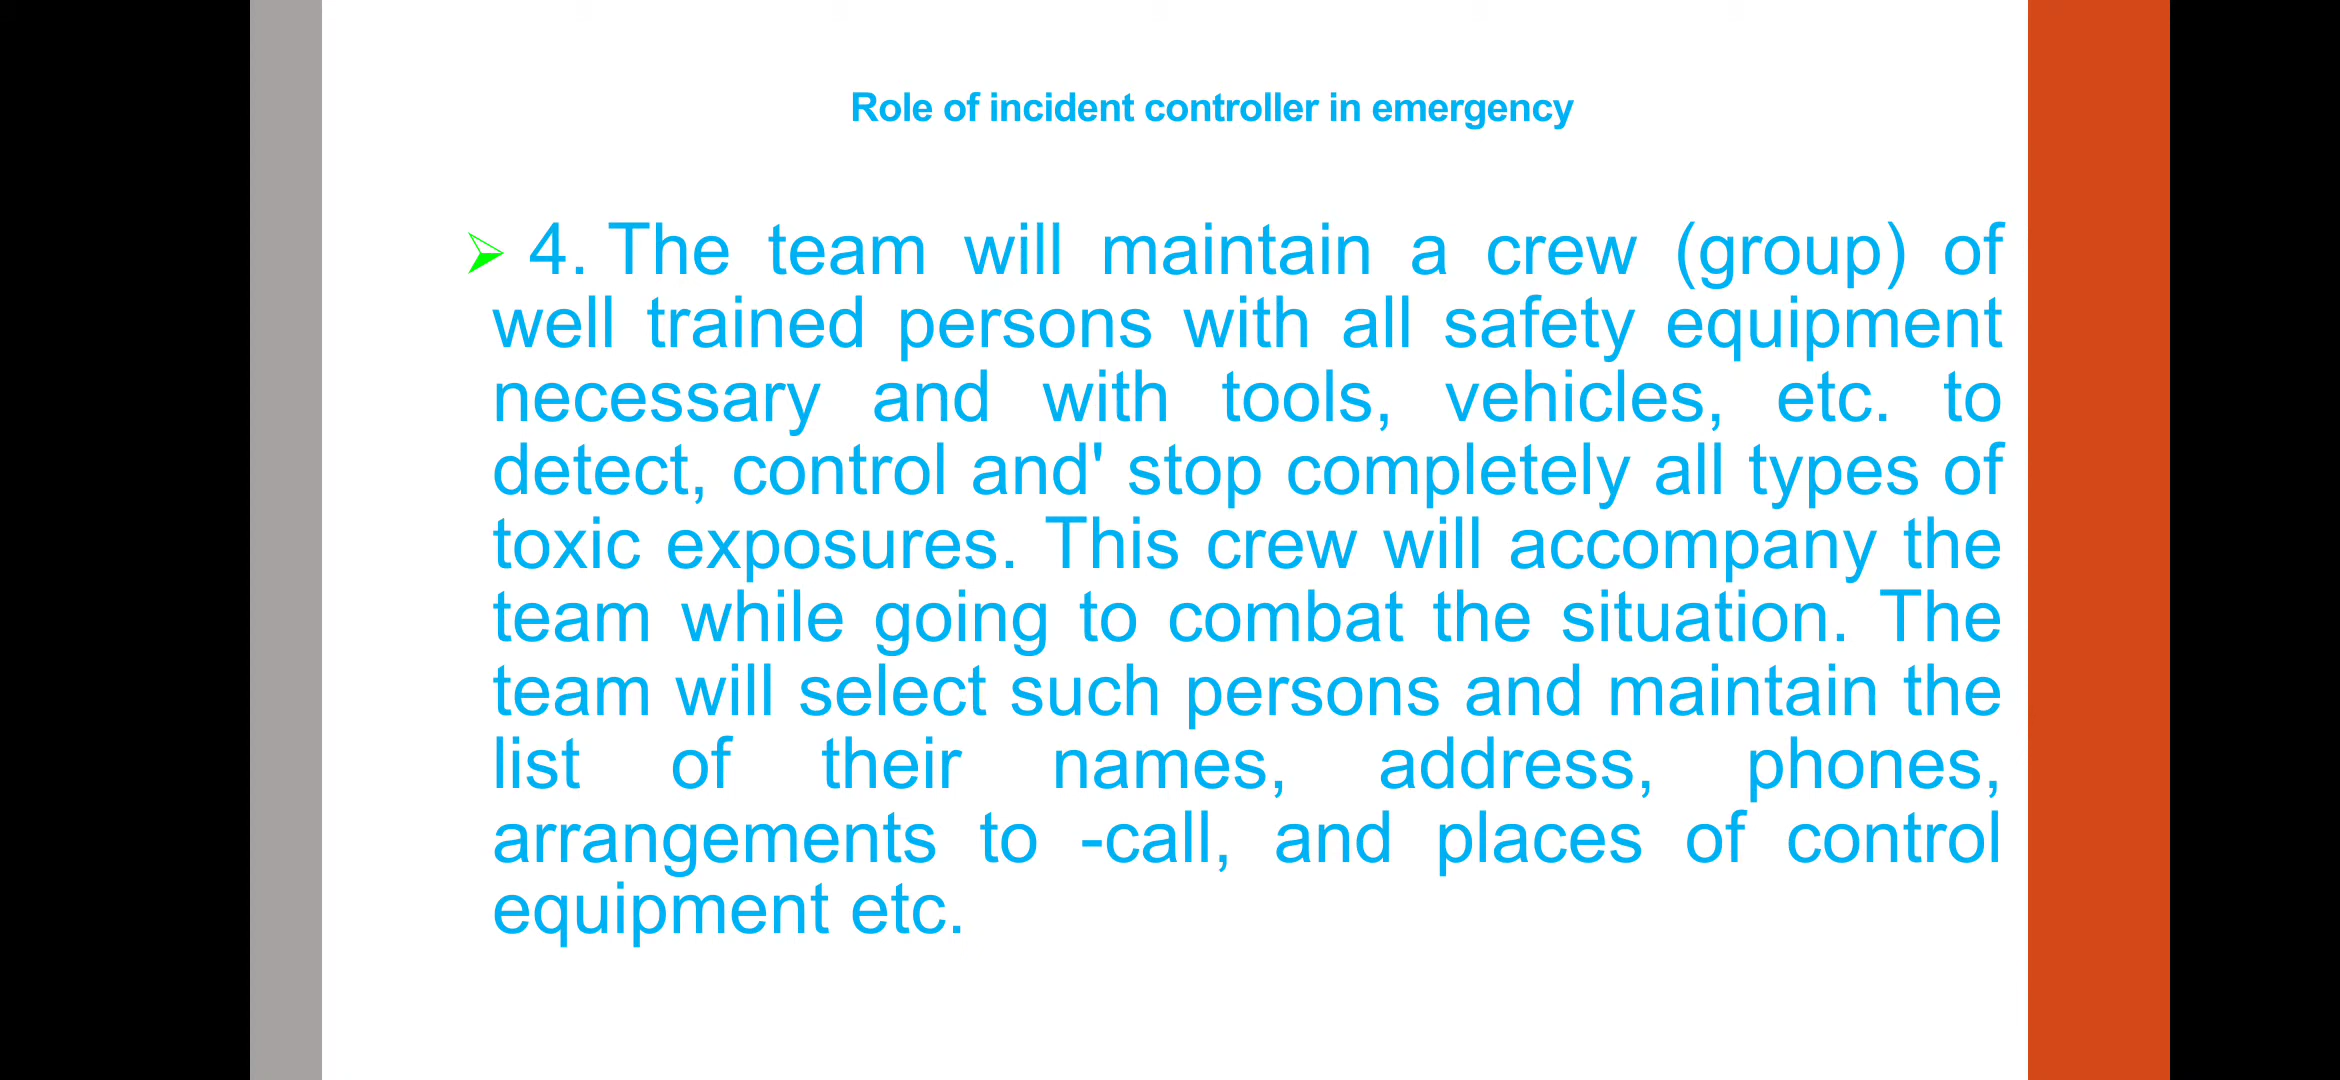 Role of incident controller in emergency
4. The team will maintain a crew (group) of
well trained persons with all safety equipment
necessary and with tools, vehicles, etc. to
detect, control and' stop completely all types of
toxic exposures. This crew will accompany the
team while going to combat the situation. The
team will select such persons and maintain the
list of their names, address, phones,
arrangements to -call, and places of control
equipment etc.